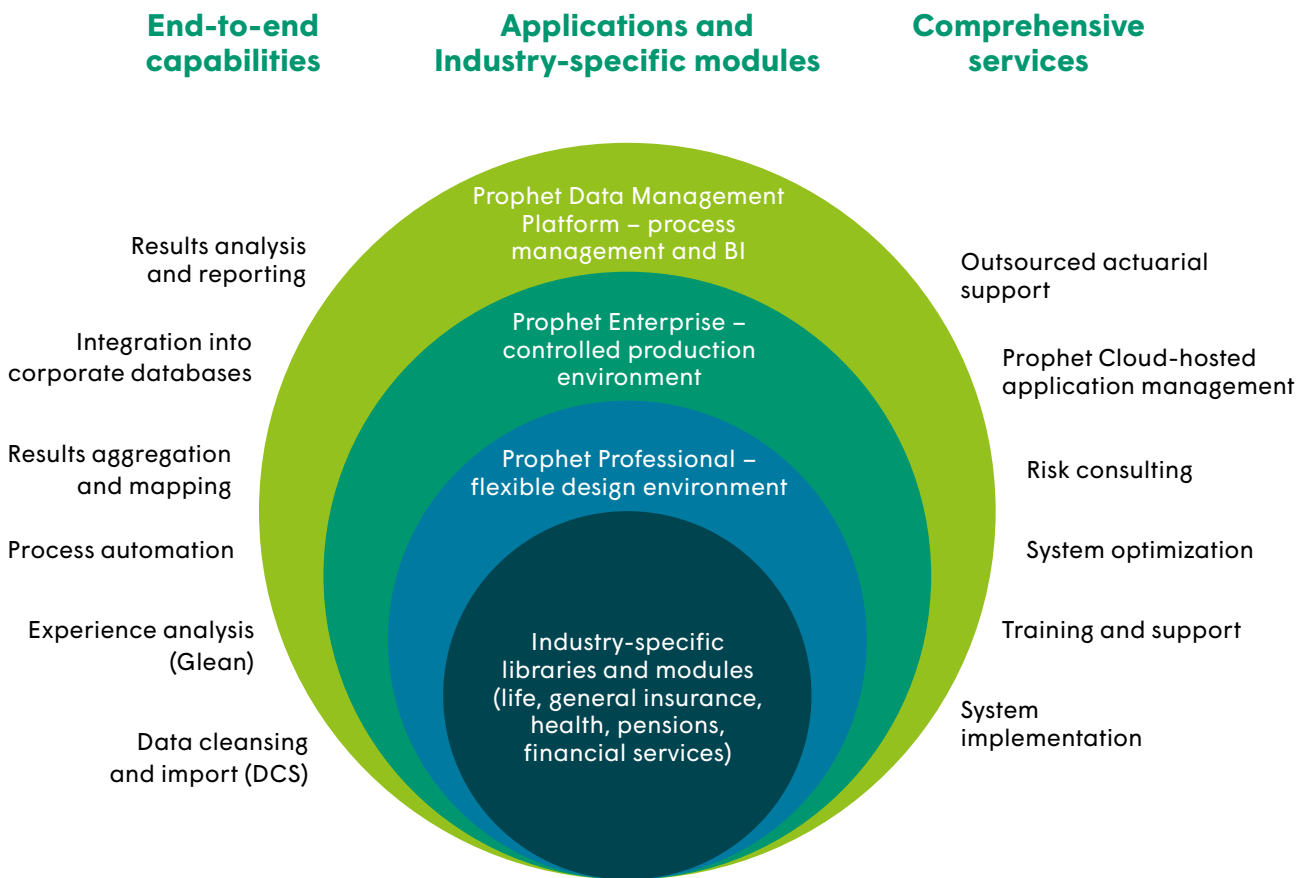 End-to-end
capabilities
Applications and
Industry-specific modules
Comprehensive
services
Results analysis
and reporting
Integration into
corporate databases
Results aggregation
and mapping
Process automation
Experience analysis
(Glean)
Data cleansing
and import (DCS)
Prophet Data Management
Platform – process
management and BI
Prophet Enterprise –
controlled production
environment
Prophet Professional –
flexible design environment
Industry-specific
libraries and modules
(life, general insurance,
health, pensions,
financial services)
Outsourced actuarial
support
Prophet Cloud-hosted
application management
Risk consulting
System optimization
Training and support
System
implementation